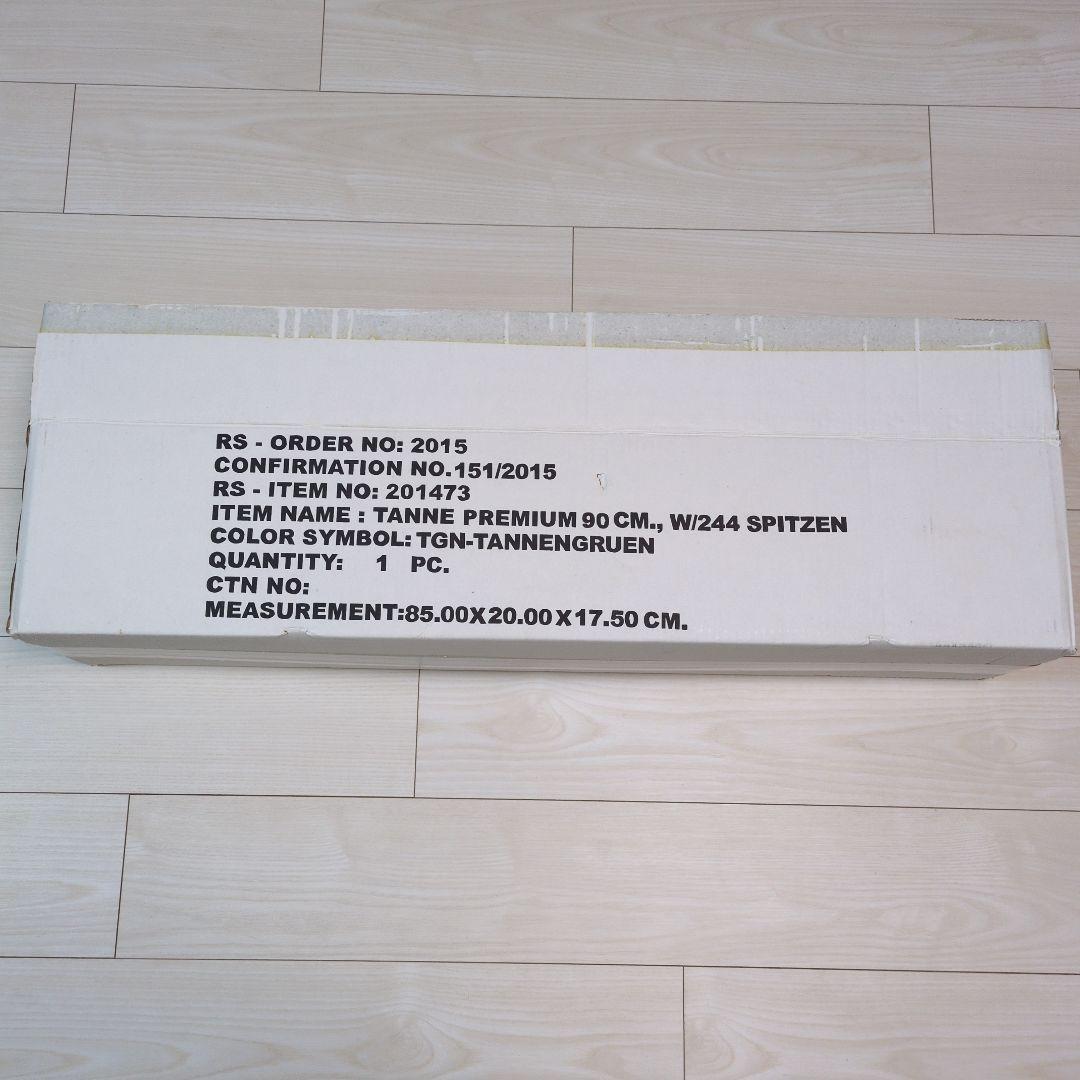 RS - ORDER NO: 2015
CONFIRMATION NO.151/2015
RS - ITEM NO: 201473
ITEM NAME : TANNE PREMIUM 90 CM., W/244 SPITZEN
COLOR SYMBOL: TGN-TANNENGRUEN
QUANTITY: 1 PC.
CTN NO:
MEASUREMENT:85.00X20.00X17.50 CM.